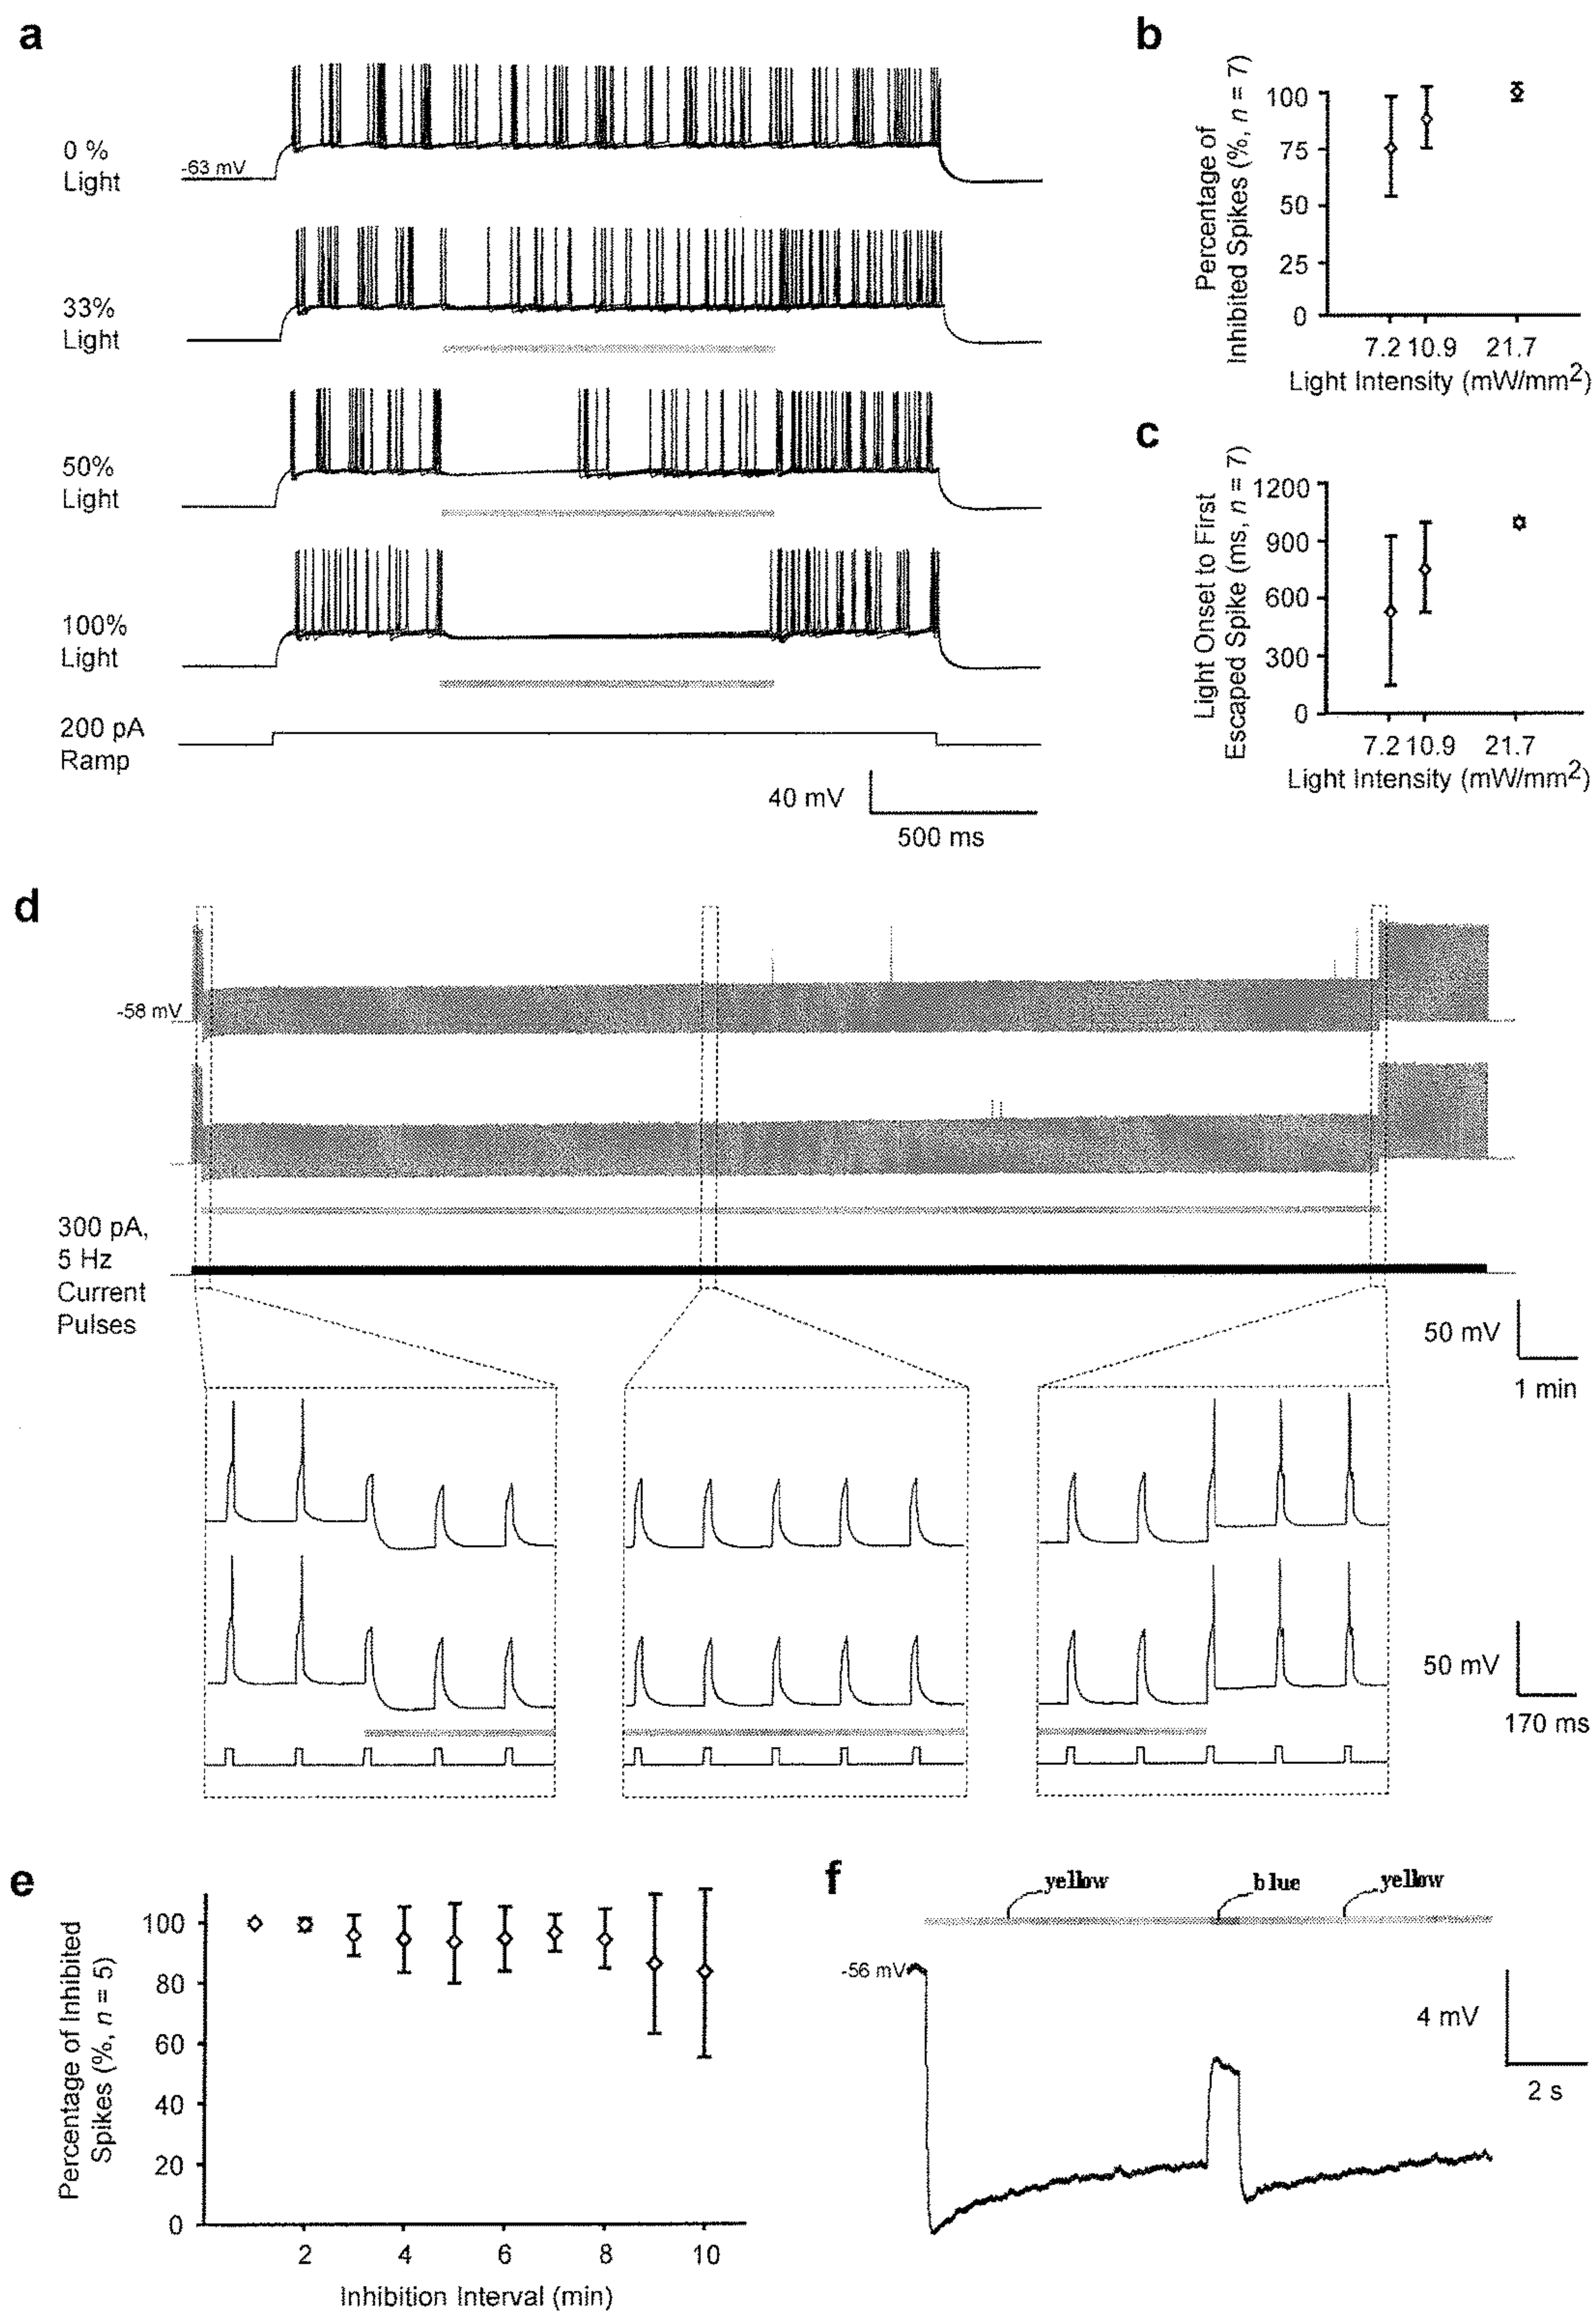 a
0 %
Light
-63 mV
33%
Light
50%
Light
100%
Light
200 pA
Ramp
40 mV
500 ms
b
Percentage of
Inhibited Spikes (%, n = 7)
100
75
50
25
0
7.2 10.9 21.7
Light Intensity (mW/mm2)
c
Light Onset to First
Escaped Spike (ms, n = 7)
1200
900
600
300
0
7.2 10.9 21.7
Light Intensity (mW/mm2)
d
-58 mV
300 pA,
5 Hz
Current
Pulses
50 mV
1 min
50 mV
170 ms
e
Percentage of Inhibited
Spikes (%, n = 5)
100
80
60
40
20
0
2 4 6 8 10
Inhibition Interval (min)
f
yellow blue yellow
-56 mV
4 mV
2 s